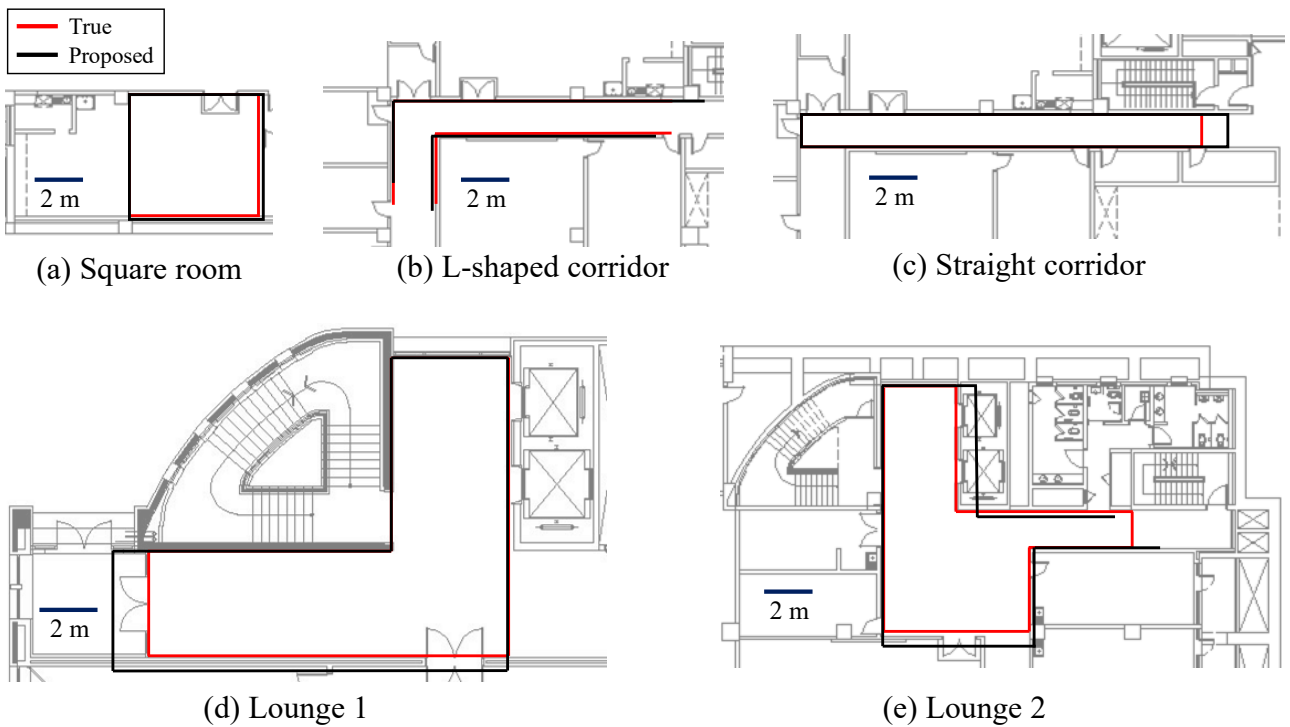 True
Proposed
2 m
(a) Square room
2 m
(b) L-shaped corridor
2 m
(c) Straight corridor
2 m
(d) Lounge 1
2 m
(e) Lounge 2